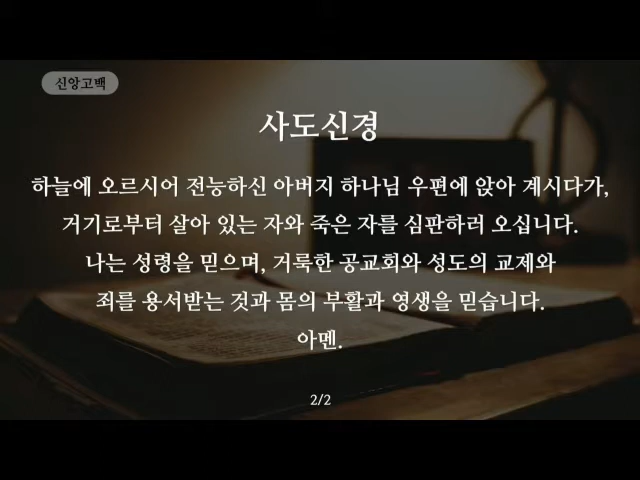 신앙고백
사도신경
하늘에 오르시어 전능하신 아버지 하나님 우편에 앉아 계시다가,
거기로부터 살아 있는 자와 죽은 자를 심판하러 오십니다.
나는 성령을 믿으며, 거룩한 공교회와 성도의 교제와
죄를 용서받는 것과 몸의 부활과 영생을 믿습니다.
아멘.
2/2